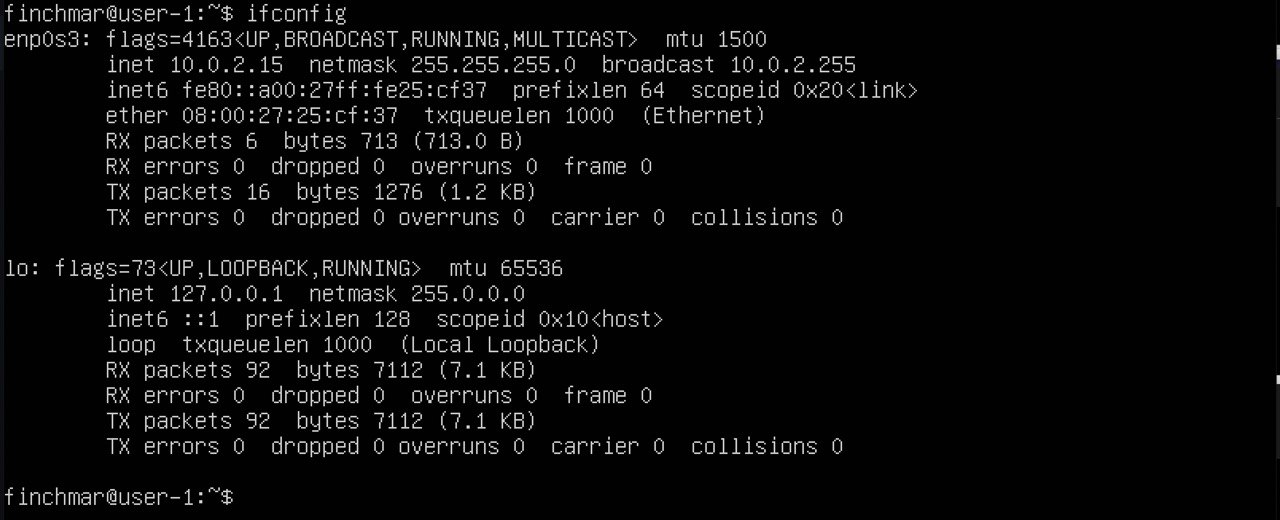 finchmar@user-1:~$ ifconfig
enp0s3: flags=4163<UP,BROADCAST,RUNNING,MULTICAST>  mtu 1500
        inet 10.0.2.15  netmask 255.255.255.0  broadcast 10.0.2.255
        inet6 fe80::a00:27ff:fe25:cf37  prefixlen 64  scopeid 0x20<link>
        ether 08:00:27:25:cf:37  txqueuelen 1000  (Ethernet)
        RX packets 6  bytes 713 (713.0 B)
        RX errors 0  dropped 0  overruns 0  frame 0
        TX packets 16  bytes 1276 (1.2 KB)
        TX errors 0  dropped 0 overruns 0  carrier 0  collisions 0

lo: flags=73<UP,LOOPBACK,RUNNING>  mtu 65536
        inet 127.0.0.1  netmask 255.0.0.0
        inet6 ::1  prefixlen 128  scopeid 0x10<host>
        loop  txqueuelen 1000  (Local Loopback)
        RX packets 92  bytes 7112 (7.1 KB)
        RX errors 0  dropped 0  overruns 0  frame 0
        TX packets 92  bytes 7112 (7.1 KB)
        TX errors 0  dropped 0 overruns 0  carrier 0  collisions 0

finchmar@user-1:~$